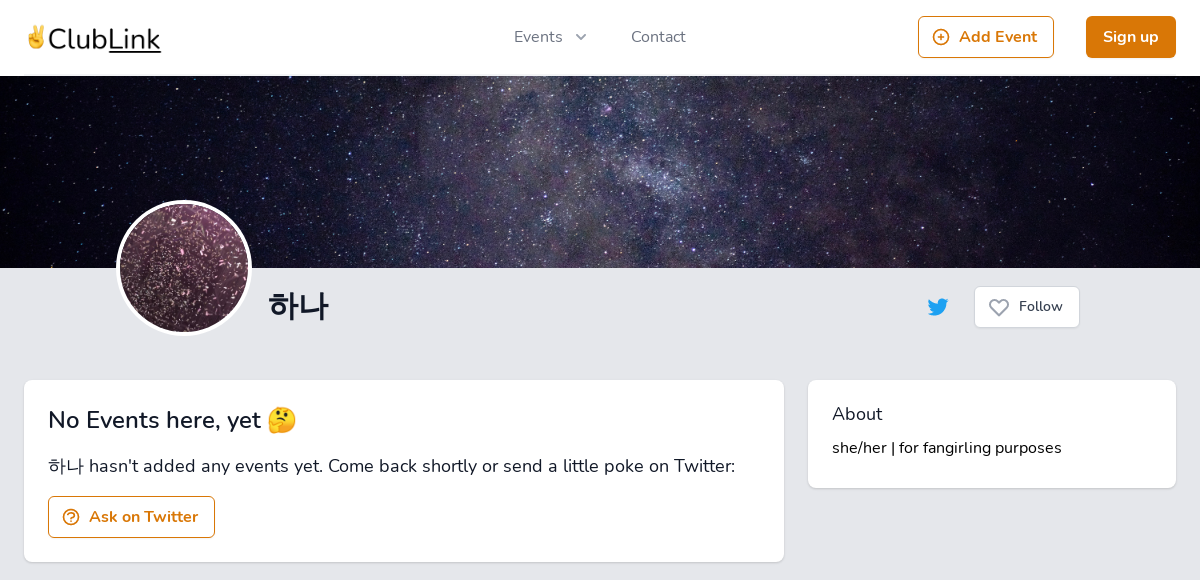 ✌️ClubLink
Events
Contact
Add Event
Sign up
하나
Follow
No Events here, yet 🤔
하나 hasn't added any events yet. Come back shortly or send a little poke on Twitter:
Ask on Twitter
About
she/her | for fangirling purposes